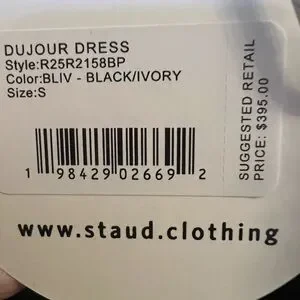 DUJOUR DRESS
Style:R25R2158BP
Color:BLIV - BLACK/IVORY
Size:S
1 98429 02669 2
SUGGESTED RETAIL
PRICE: $395.00
www.staud.clothing